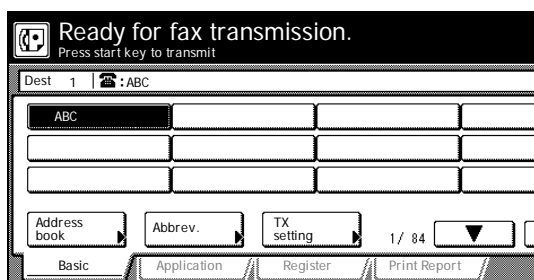 Ready for fax transmission.
Press start key to transmit
Dest 1 ☎:ABC
ABC
Address book
Abbrev.
TX setting
1/ 84
Basic Application Register Print Report